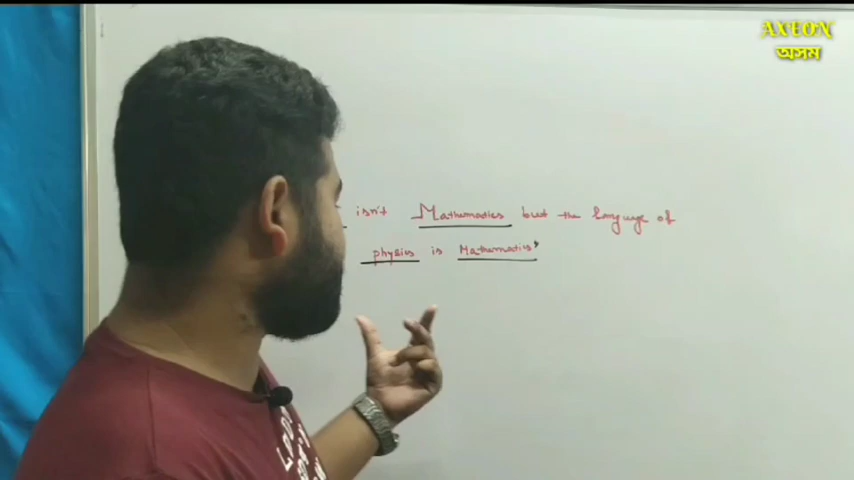 AXEON
অসম
isn't Mathematics but the language of
physics is Mathematics"